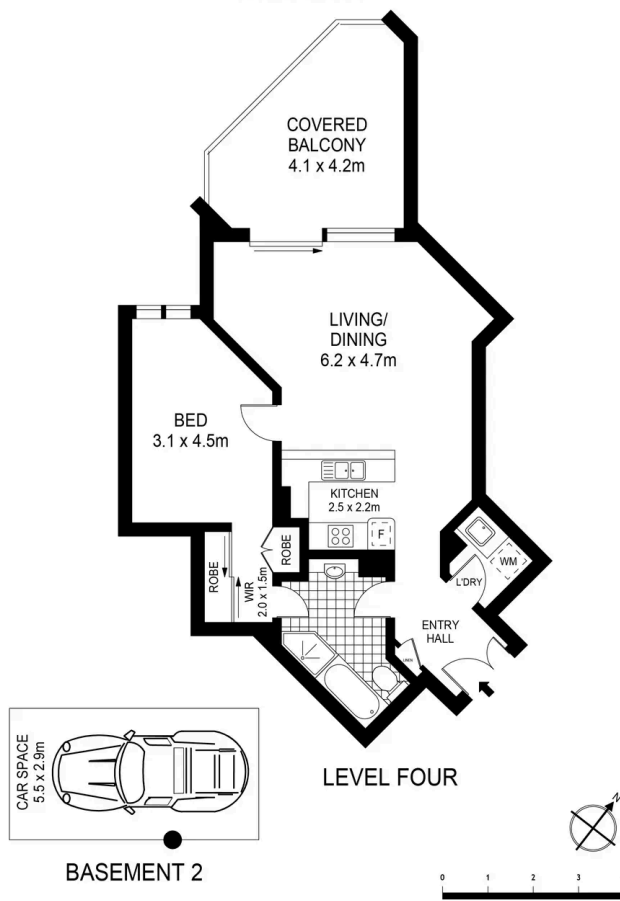 COVERED
BALCONY
4.1 x 4.2m
LIVING/
DINING
6.2 x 4.7m
BED
3.1 x 4.5m
KITCHEN
2.5 x 2.2m
F
WM
L'DRY
ROBE
WIR
2.0 x 1.5m
ROBE
ENTRY
HALL
LINEN
CAR SPACE
5.5 x 2.9m
LEVEL FOUR
BASEMENT 2
N
0 1 2 3